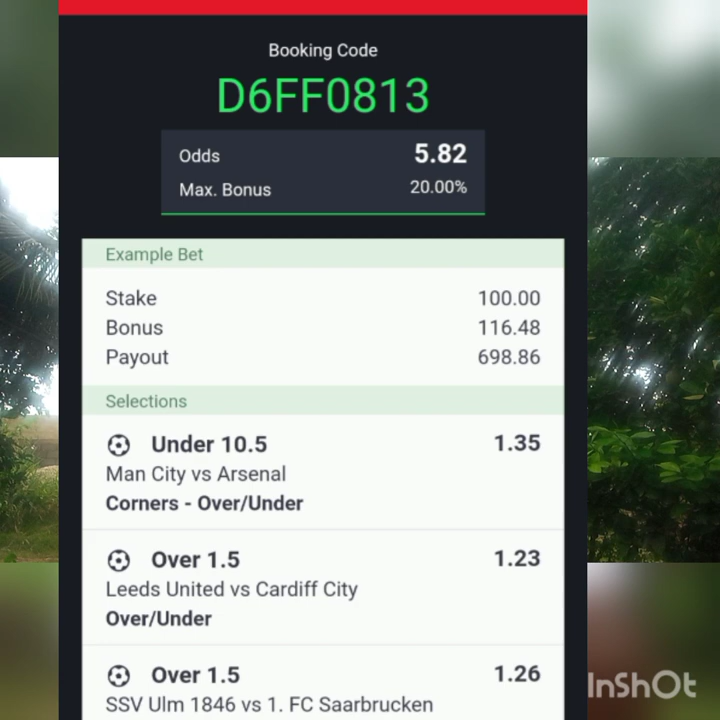 Booking Code
D6FF0813
Odds 5.82
Max. Bonus 20.00%
Example Bet
Stake 100.00
Bonus 116.48
Payout 698.86
Selections
Under 10.5 1.35
Man City vs Arsenal
Corners - Over/Under
Over 1.5 1.23
Leeds United vs Cardiff City
Over/Under
Over 1.5 1.26
SSV Ulm 1846 vs 1. FC Saarbrucken
InShOt